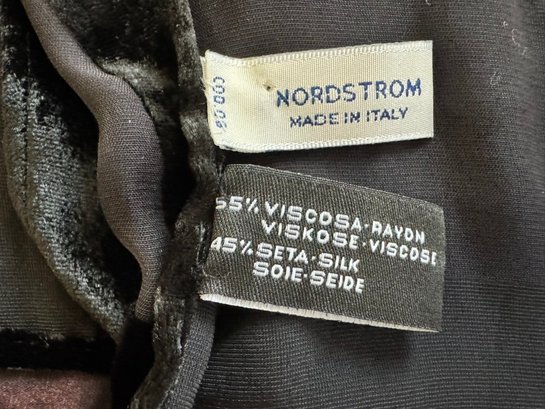 NORDSTROM
MADE IN ITALY
55% VISCOSA-RAYON
VISKOSE-VISCOSE
45% SETA-SILK
SOIE-SEIDE